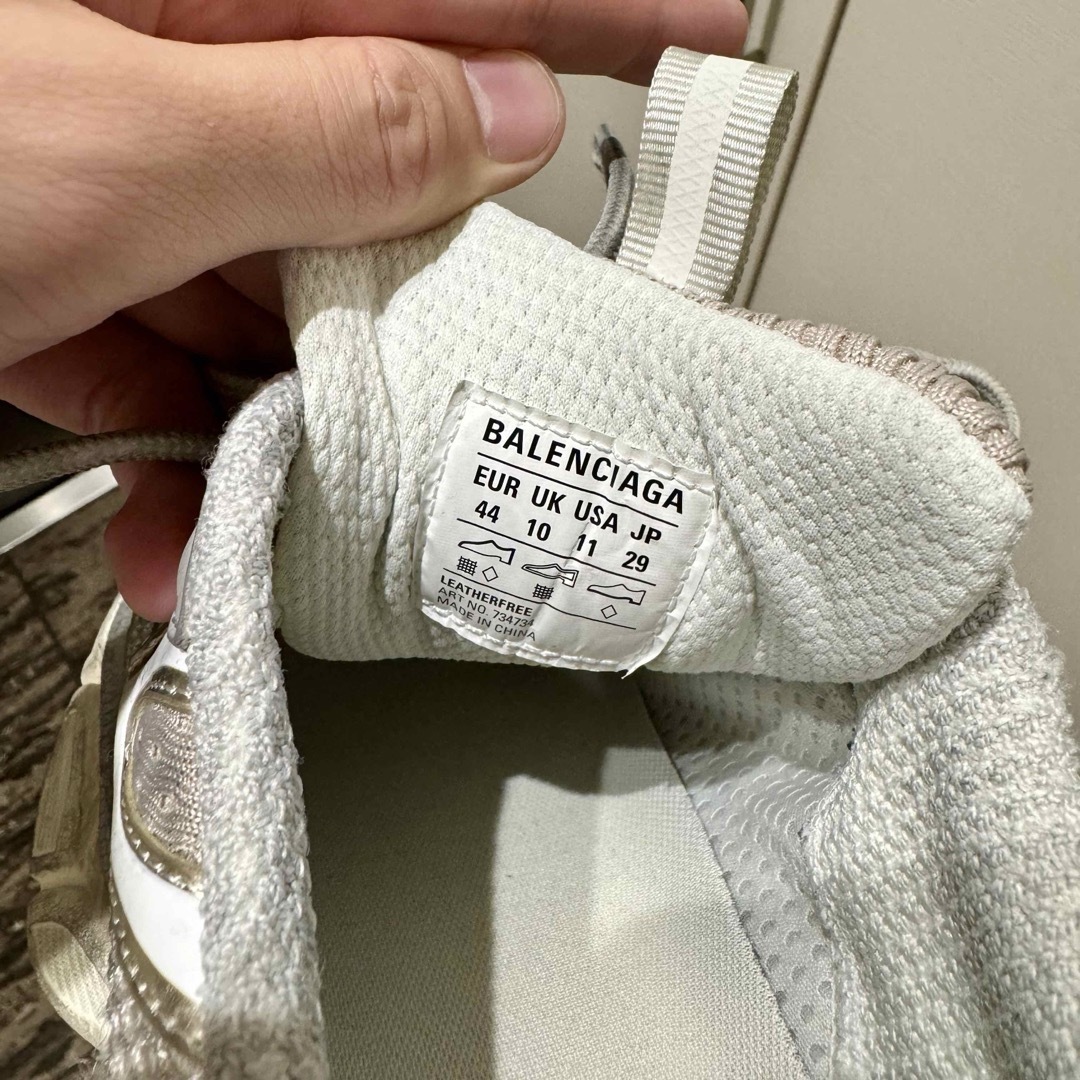 BALENCIAGA
EUR UK USA JP
44 10 11 29
LEATHERFREE
ART NO. 734734
MADE IN CHINA